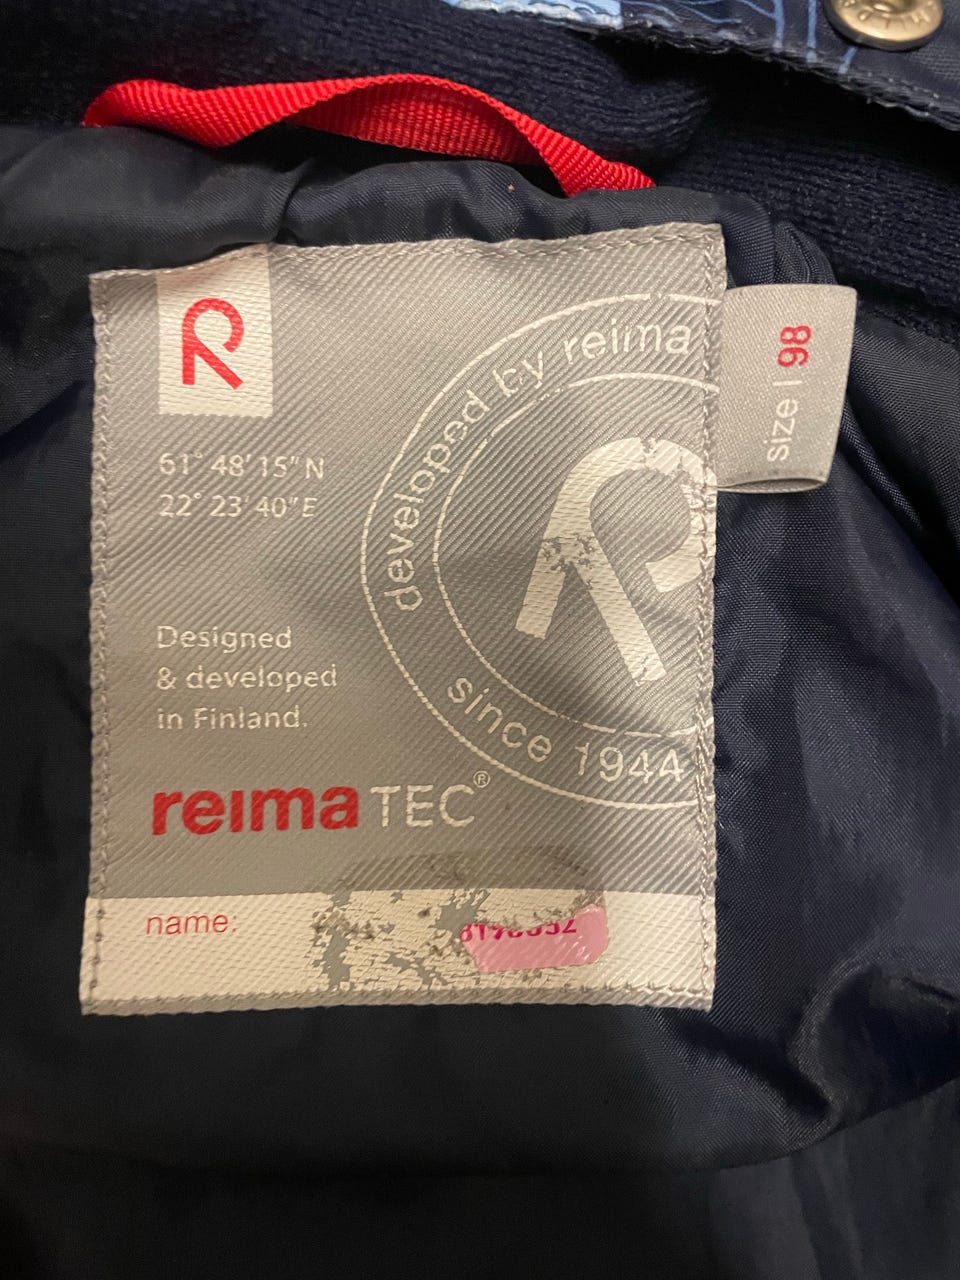 developed by reima
size | 98
61° 48' 15" N
22° 23' 40" E
Designed
& developed
in Finland.
since 1944
reima TEC®
name: